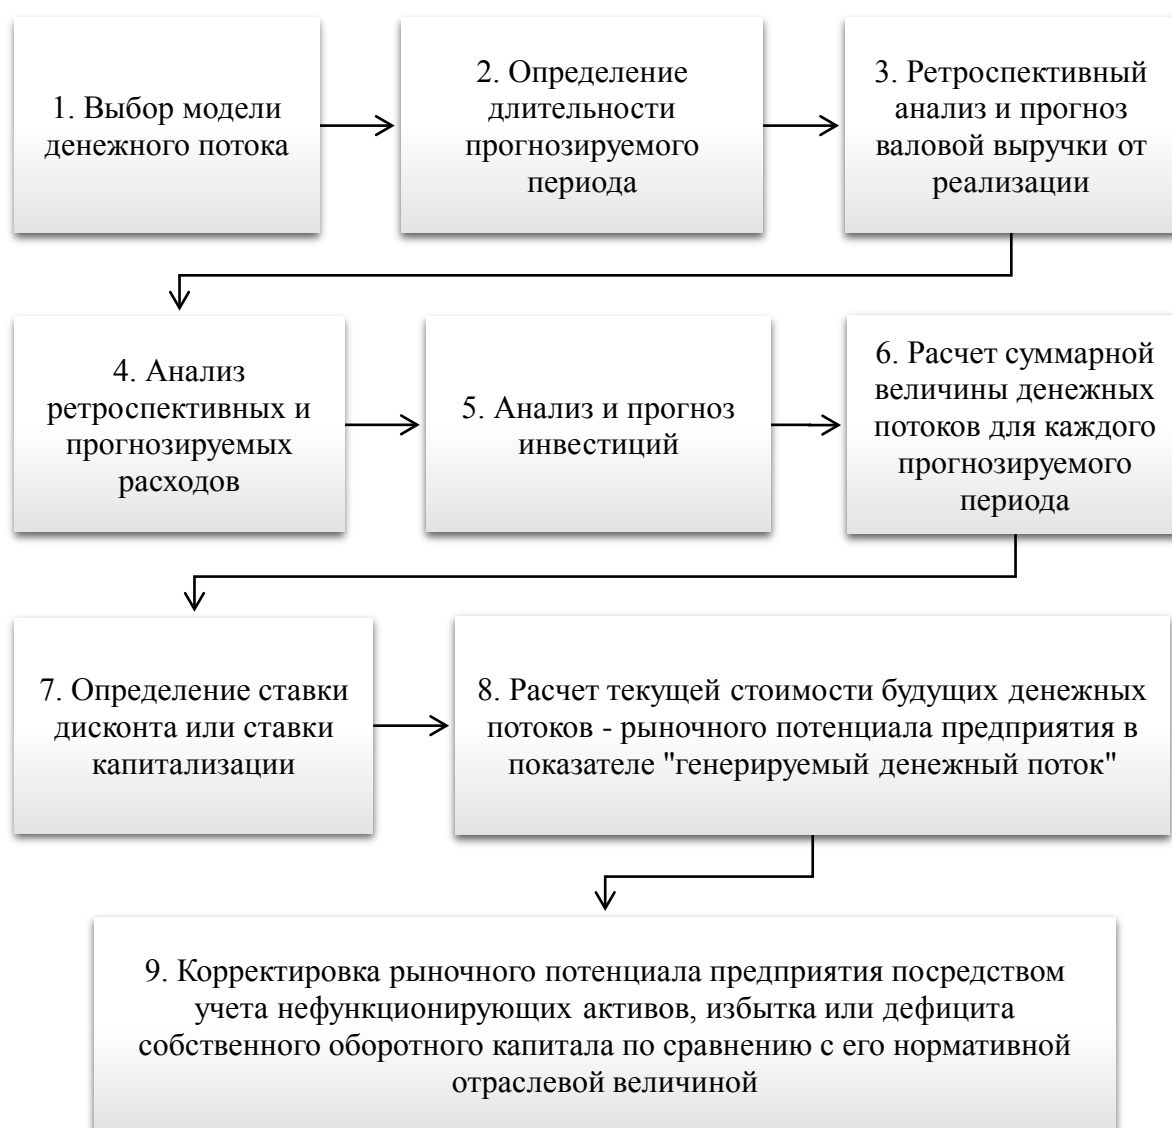 1. Выбор модели
денежного потока
2. Определение
длительности
прогнозируемого
периода
3. Ретроспективный
анализ и прогноз
валовой выручки от
реализации
4. Анализ
ретроспективных и
прогнозируемых
расходов
5. Анализ и прогноз
инвестиций
6. Расчет суммарной
величины денежных
потоков для каждого
прогнозируемого
периода
7. Определение ставки
дисконта или ставки
капитализации
8. Расчет текущей стоимости будущих денежных
потоков - рыночного потенциала предприятия в
показателе "генерируемый денежный поток"
9. Корректировка рыночного потенциала предприятия посредством
учета нефункционирующих активов, избытка или дефицита
собственного оборотного капитала по сравнению с его нормативной
отраслевой величиной